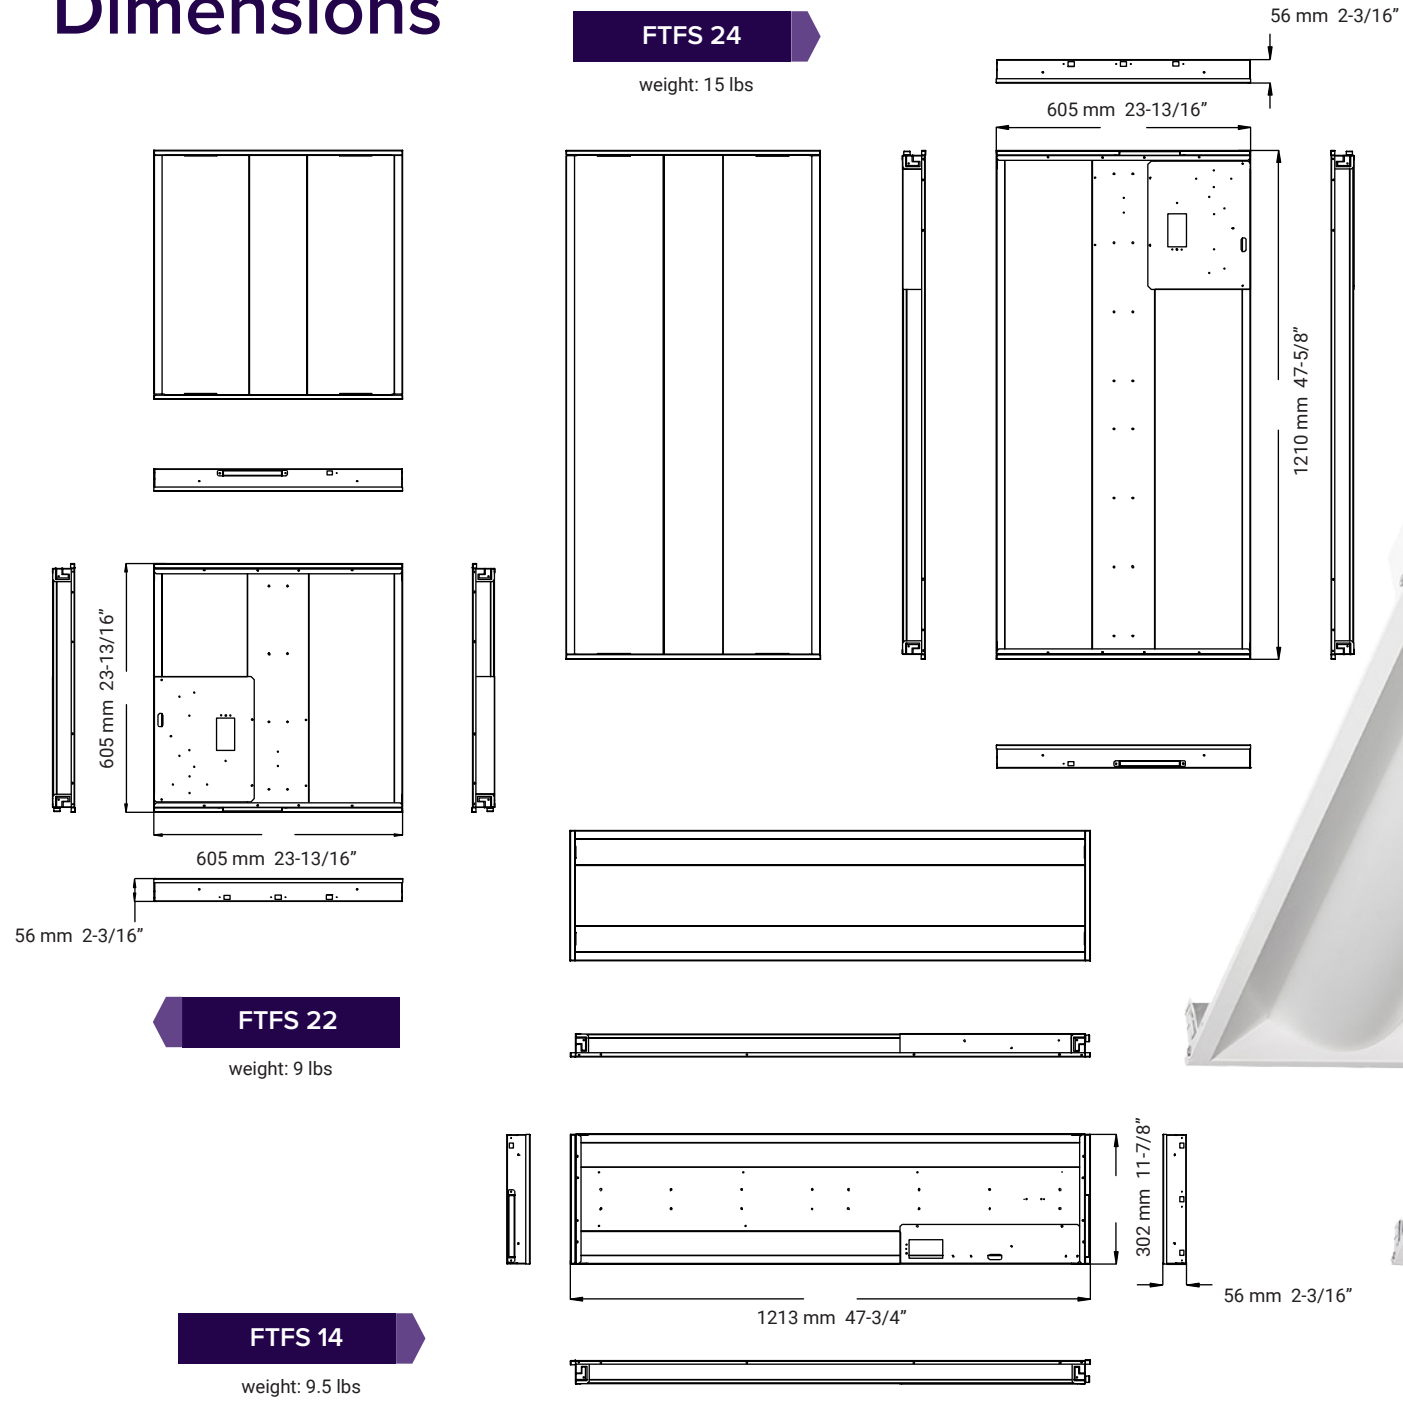 Dimensions
FTFS 24
weight: 15 lbs
56 mm 2-3/16”
605 mm 23-13/16”
1210 mm 47-5/8”
605 mm 23-13/16”
605 mm 23-13/16”
56 mm 2-3/16”
FTFS 22
weight: 9 lbs
302 mm 11-7/8”
56 mm 2-3/16”
1213 mm 47-3/4”
FTFS 14
weight: 9.5 lbs